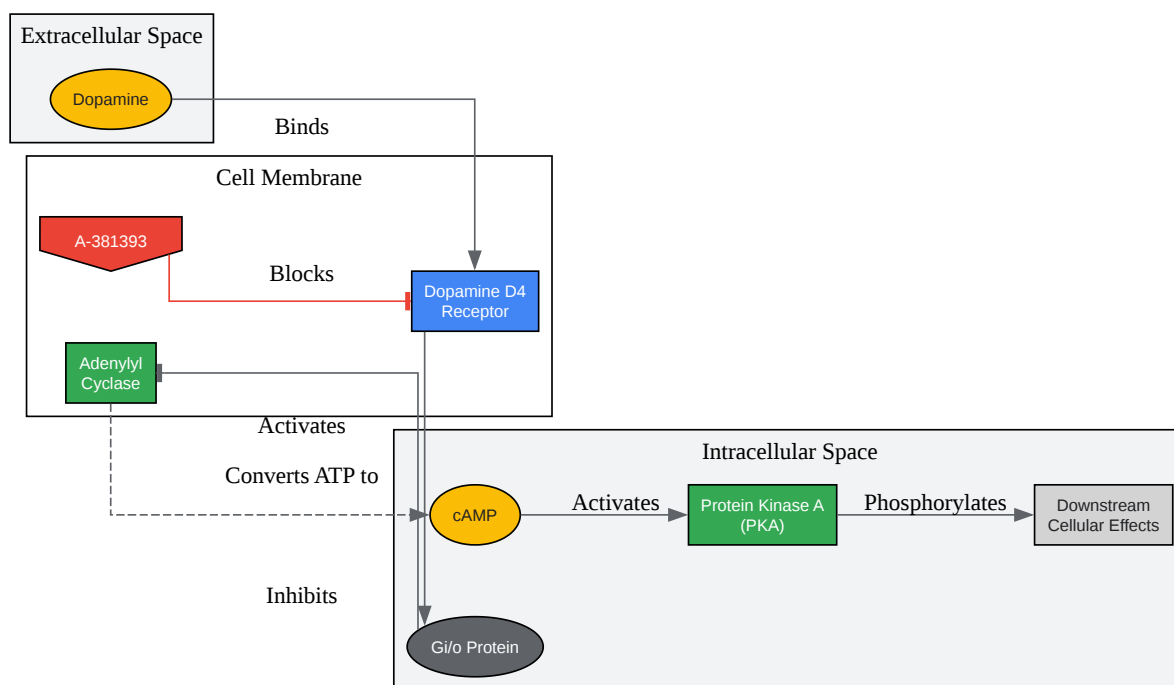 Extracellular Space
Dopamine
Binds
Cell Membrane
A-381393
Blocks
Dopamine D4
Receptor
Adenylyl
Cyclase
Activates
Converts ATP to
Intracellular Space
cAMP
Activates
Protein Kinase A
(PKA)
Phosphorylates
Downstream
Cellular Effects
Inhibits
Gi/o Protein